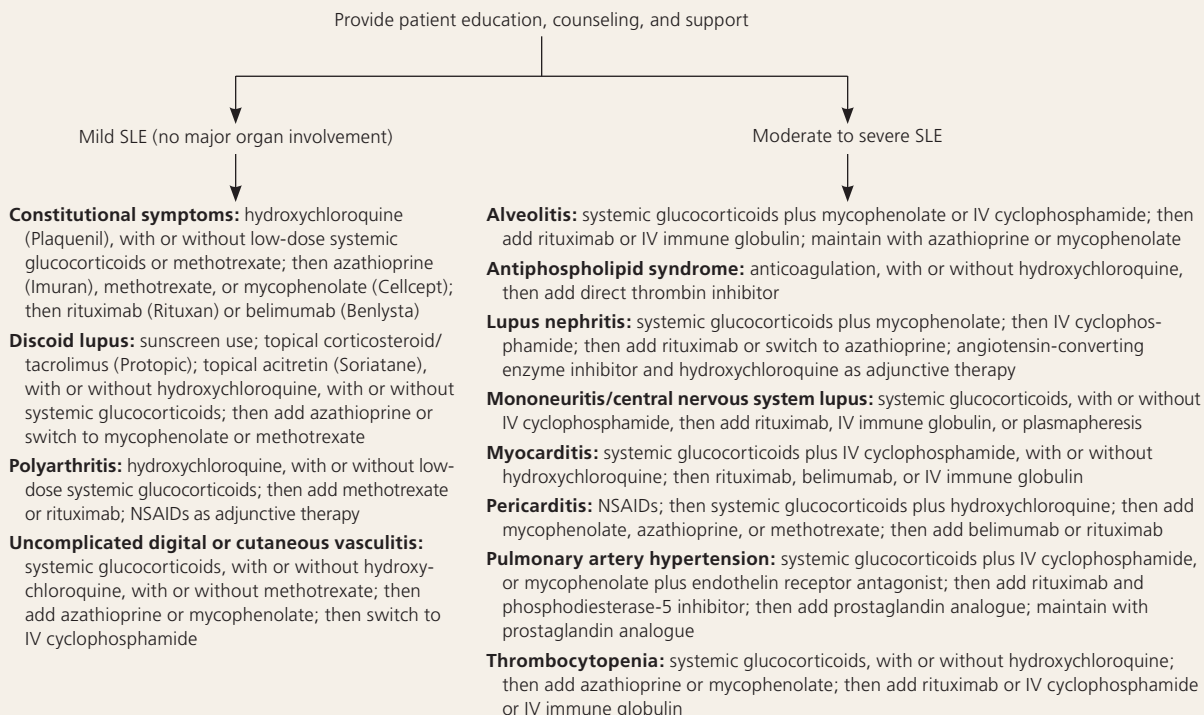 Provide patient education, counseling, and support
Mild SLE (no major organ involvement)
Moderate to severe SLE
Constitutional symptoms: hydroxychloroquine
(Plaquenil), with or without low-dose systemic
glucocorticoids or methotrexate; then azathioprine
(Imuran), methotrexate, or mycophenolate (Cellcept);
then rituximab (Rituxan) or belimumab (Benlysta)
Discoid lupus: sunscreen use; topical corticosteroid/
tacrolimus (Protopic); topical acitretin (Soriatane),
with or without hydroxychloroquine, with or without
systemic glucocorticoids; then add azathioprine or
switch to mycophenolate or methotrexate
Polyarthritis: hydroxychloroquine, with or without low-
dose systemic glucocorticoids; then add methotrexate
or rituximab; NSAIDs as adjunctive therapy
Uncomplicated digital or cutaneous vasculitis:
systemic glucocorticoids, with or without hydroxy-
chloroquine, with or without methotrexate; then
add azathioprine or mycophenolate; then switch to
IV cyclophosphamide
Alveolitis: systemic glucocorticoids plus mycophenolate or IV cyclophosphamide; then
add rituximab or IV immune globulin; maintain with azathioprine or mycophenolate
Antiphospholipid syndrome: anticoagulation, with or without hydroxychloroquine,
then add direct thrombin inhibitor
Lupus nephritis: systemic glucocorticoids plus mycophenolate; then IV cyclophos-
phamide; then add rituximab or switch to azathioprine; angiotensin-converting
enzyme inhibitor and hydroxychloroquine as adjunctive therapy
Mononeuritis/central nervous system lupus: systemic glucocorticoids, with or without
IV cyclophosphamide, then add rituximab, IV immune globulin, or plasmapheresis
Myocarditis: systemic glucocorticoids plus IV cyclophosphamide, with or without
hydroxychloroquine; then rituximab, belimumab, or IV immune globulin
Pericarditis: NSAIDs; then systemic glucocorticoids plus hydroxychloroquine; then add
mycophenolate, azathioprine, or methotrexate; then add belimumab or rituximab
Pulmonary artery hypertension: systemic glucocorticoids plus IV cyclophosphamide,
or mycophenolate plus endothelin receptor antagonist; then add rituximab and
phosphodiesterase-5 inhibitor; then add prostaglandin analogue; maintain with
prostaglandin analogue
Thrombocytopenia: systemic glucocorticoids, with or without hydroxychloroquine;
then add azathioprine or mycophenolate; then add rituximab or IV cyclophosphamide
or IV immune globulin